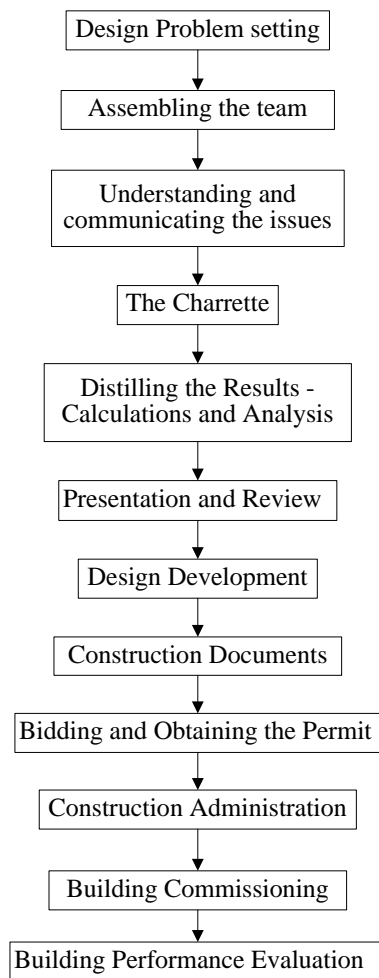 Design Problem setting
Assembling the team
Understanding and
communicating the issues
The Charrette
Distilling the Results -
Calculations and Analysis
Presentation and Review
Design Development
Construction Documents
Bidding and Obtaining the Permit
Construction Administration
Building Commissioning
Building Performance Evaluation